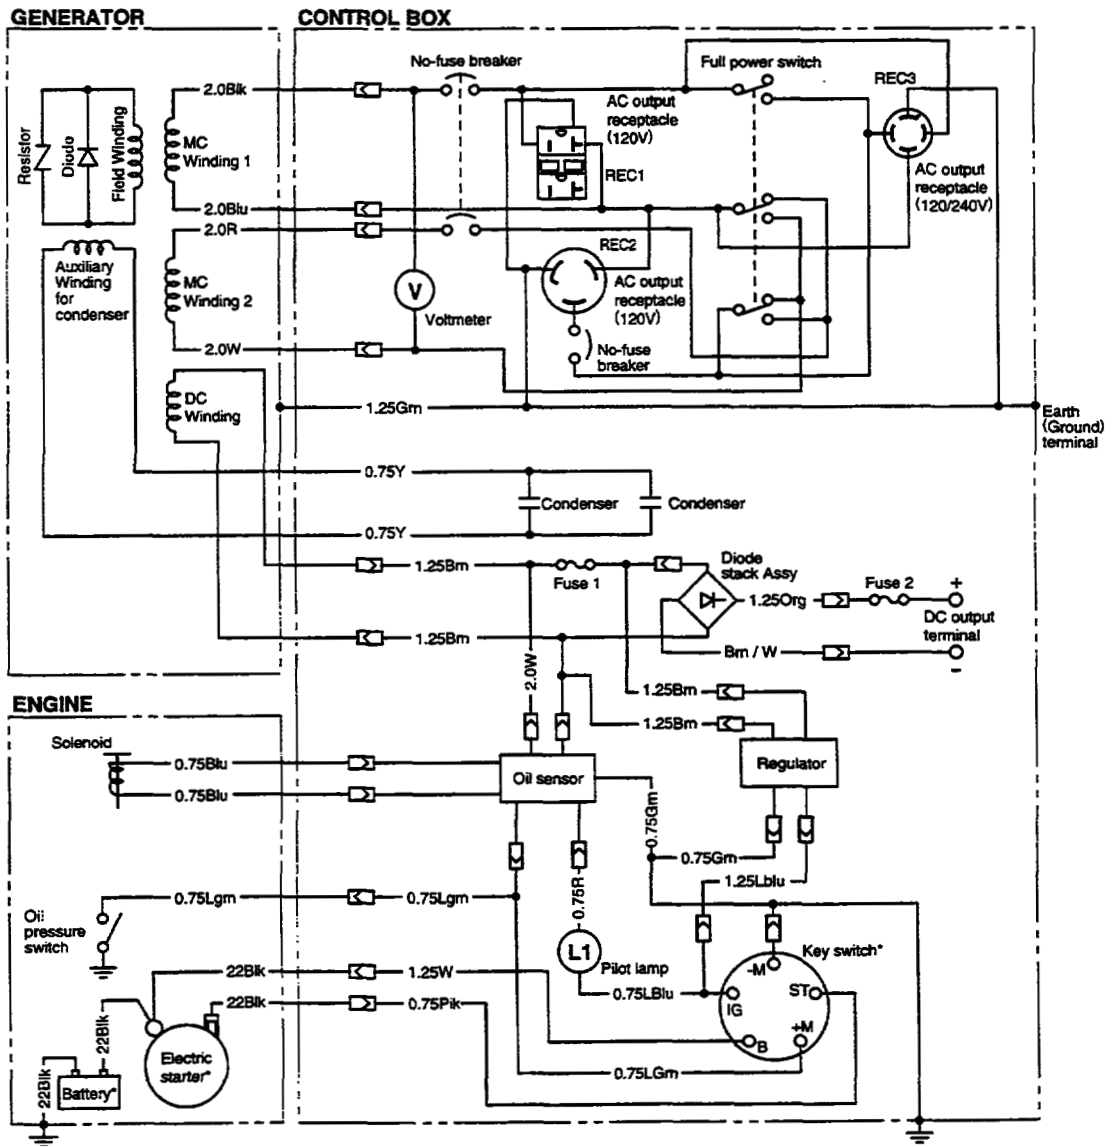 GENERATOR
CONTROL BOX
No-fuse breaker
Full power switch
REC3
2.0Blk
AC output
receptacle
(120V)
Resistor
Diode
Field Winding
MC
Winding 1
REC1
AC output
receptacle
(120/240V)
2.0Blu
2.0R
REC2
Auxiliary
Winding
for
condenser
MC
Winding 2
V
Voltmeter
AC output
receptacle
(120V)
2.0W
No-fuse
breaker
DC
Winding
1.25Grn
Earth
(Ground)
terminal
0.75Y
Condenser
Condenser
0.75Y
1.25Brn
Fuse 1
Diode
stack Assy
1.25Org
Fuse 2
+
DC output
terminal
1.25Brn
Brn / W
-
2.0W
1.25Brn
1.25Brn
ENGINE
Solenoid
0.75Blu
Oil sensor
Regulator
0.75Blu
0.75Grn
0.75Grn
1.25Lblu
0.75Lgrn
0.75Lgrn
0.75R
Oil
pressure
switch
L1
Pilot lamp
Key switch*
-M
22Blk
1.25W
0.75LBlu
IG
ST
22Blk
0.75Pik
+M
B
22Blk
Electric
starter*
0.75LGrn
22Blk
Battery*